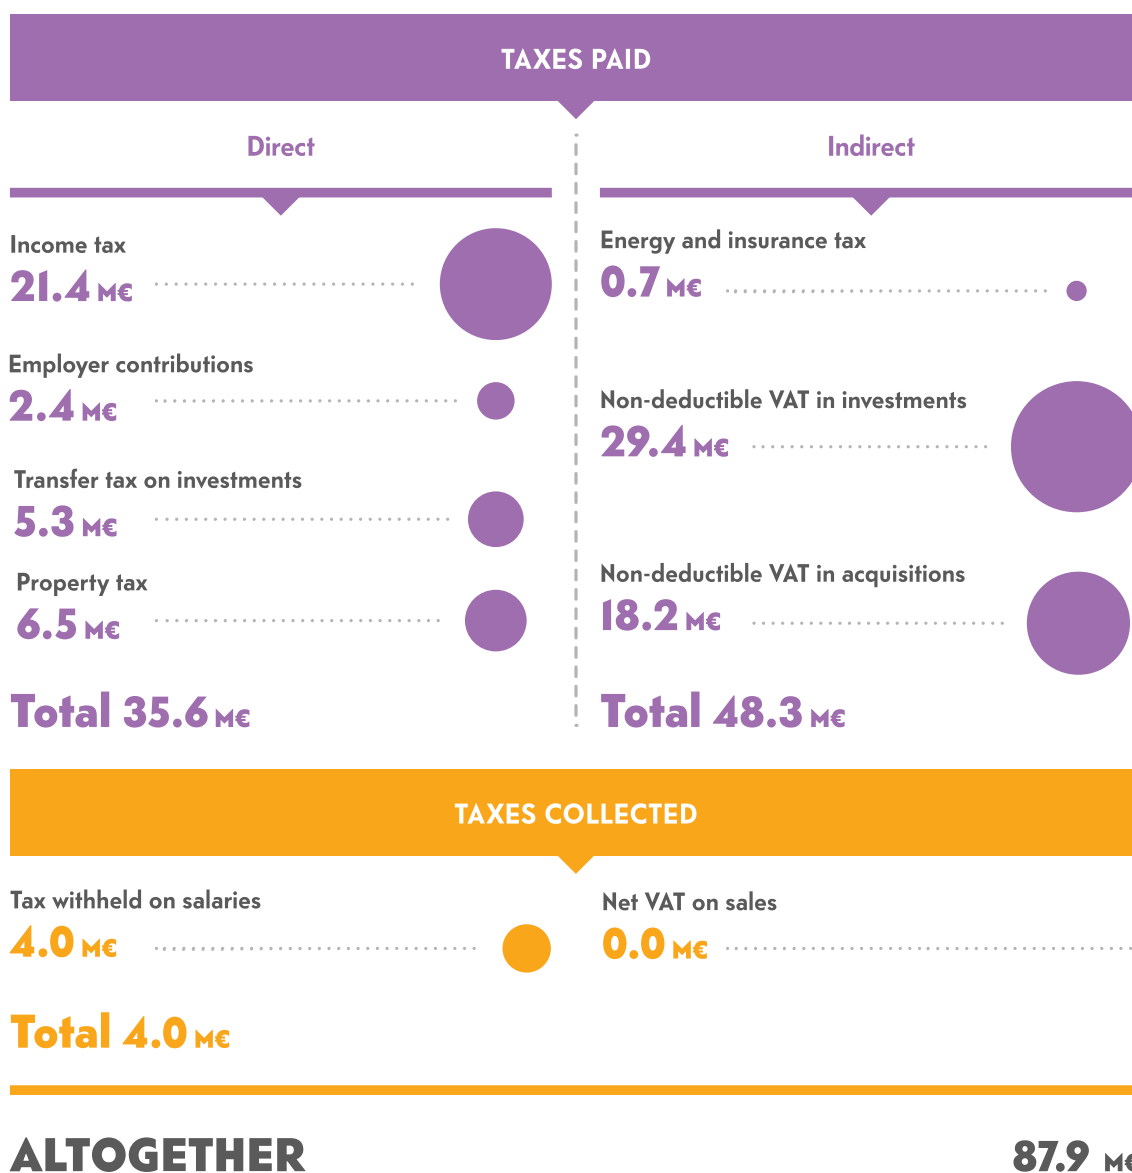 TAXES PAID
Direct
Income tax
21.4 M€
Employer contributions
2.4 M€
Transfer tax on investments
5.3 M€
Property tax
6.5 M€
Total 35.6 M€
Indirect
Energy and insurance tax
0.7 M€
Non-deductible VAT in investments
29.4 M€
Non-deductible VAT in acquisitions
18.2 M€
Total 48.3 M€
TAXES COLLECTED
Tax withheld on salaries
4.0 M€
Net VAT on sales
0.0 M€
Total 4.0 M€
ALTOGETHER 87.9 M€